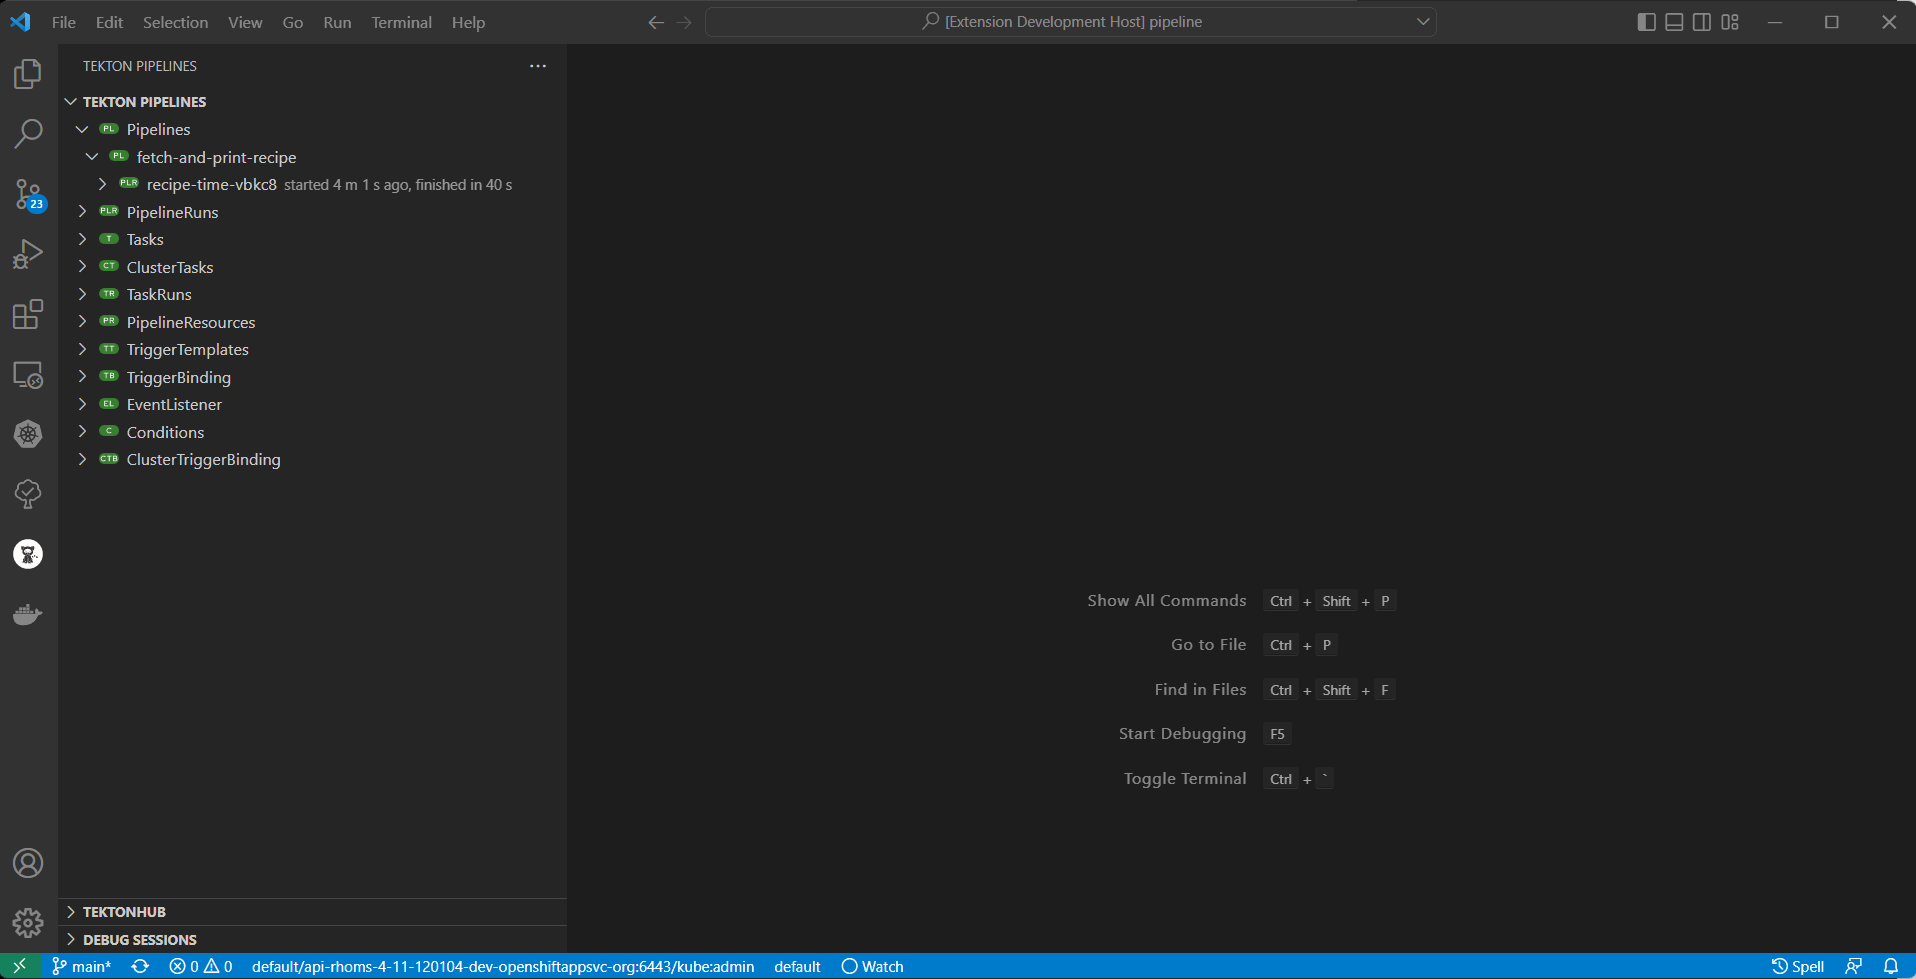 File Edit Selection View Go Run Terminal Help [Extension Development Host] pipeline
TEKTON PIPELINES
TEKTON PIPELINES
PL Pipelines
PL fetch-and-print-recipe
PLR recipe-time-vbkc8 started 4 m 1 s ago, finished in 40 s
PLR PipelineRuns
T Tasks
CT ClusterTasks
TR TaskRuns
PR PipelineResources
TT TriggerTemplates
TB TriggerBinding
EL EventListener
C Conditions
CTB ClusterTriggerBinding
23
Show All Commands Ctrl + Shift + P
Go to File Ctrl + P
Find in Files Ctrl + Shift + F
Start Debugging F5
Toggle Terminal Ctrl + `
TEKTONHUB
DEBUG SESSIONS
main* 0 0 default/api-rhoms-4-11-120104-dev-openshiftappsvc-org:6443/kube:admin default Watch Spell